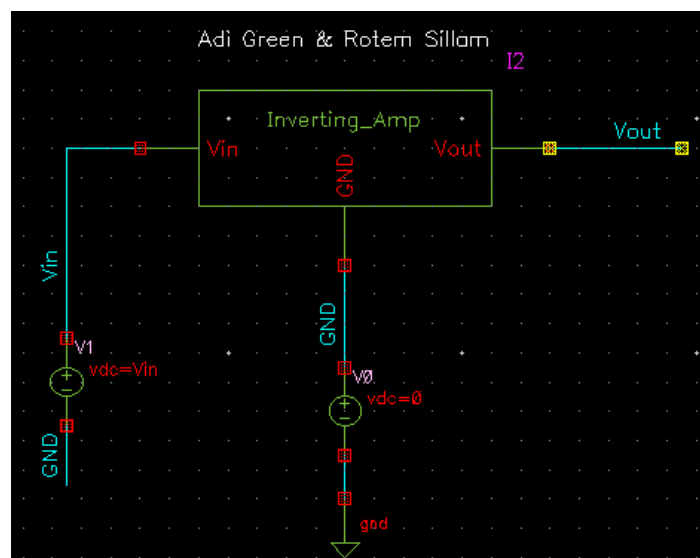 Adi Green & Rotem Sillam
I2
Inverting_Amp
Vin
Vout
Vout
GND
Vin
GND
V1
vdc=Vin
V0
vdc=0
GND
gnd